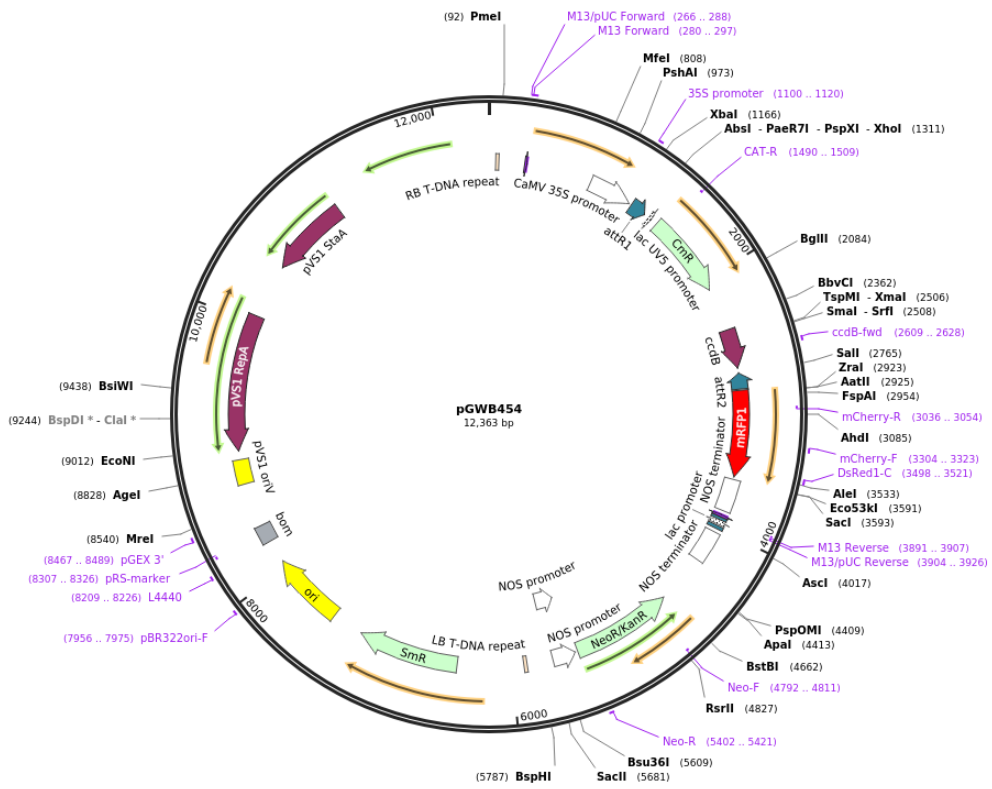 (92) PmeI
M13/pUC Forward (266 .. 288)
M13 Forward (280 .. 297)
MfeI (808)
PshAI (973)
35S promoter (1100 .. 1120)
XbaI (1166)
AbsI - PaeR7I - PspXI - XhoI (1311)
CAT-R (1490 .. 1509)
BglII (2084)
BbvCI (2362)
TspMI - XmaI (2506)
SmaI - SrfI (2508)
ccdB-fwd (2609 .. 2628)
SalI (2765)
ZraI (2923)
AatII (2925)
FspAI (2954)
mCherry-R (3036 .. 3054)
AhdI (3085)
mCherry-F (3304 .. 3323)
DsRed1-C (3498 .. 3521)
AleI (3533)
Eco53kI (3591)
SacI (3593)
M13 Reverse (3891 .. 3907)
M13/pUC Reverse (3904 .. 3926)
AscI (4017)
PspOMI (4409)
ApaI (4413)
BstBI (4662)
Neo-F (4792 .. 4811)
RsrII (4827)
Neo-R (5402 .. 5421)
Bsu36I (5609)
SacII (5681)
(5787) BspHI
(7956 .. 7975) pBR322ori-F
(8209 .. 8226) L4440
(8307 .. 8326) pRS-marker
(8467 .. 8489) pGEX 3'
(8540) MreI
(8828) AgeI
(9012) EcoNI
(9244) BspDI * - ClaI *
(9438) BsiWI
12,000
2000
4000
6000
8000
10,000
RB T-DNA repeat
CaMV 35S promoter
attR1
lac UV5 promoter
CmR
ccdB
attR2
mRFP1
NOS terminator
lac promoter
NOS terminator
NOS promoter
NOS promoter
NeoR/KanR
LB T-DNA repeat
SmR
ori
bom
pVS1 oriV
pVS1 RepA
pVS1 StaA
pGWB454
12,363 bp